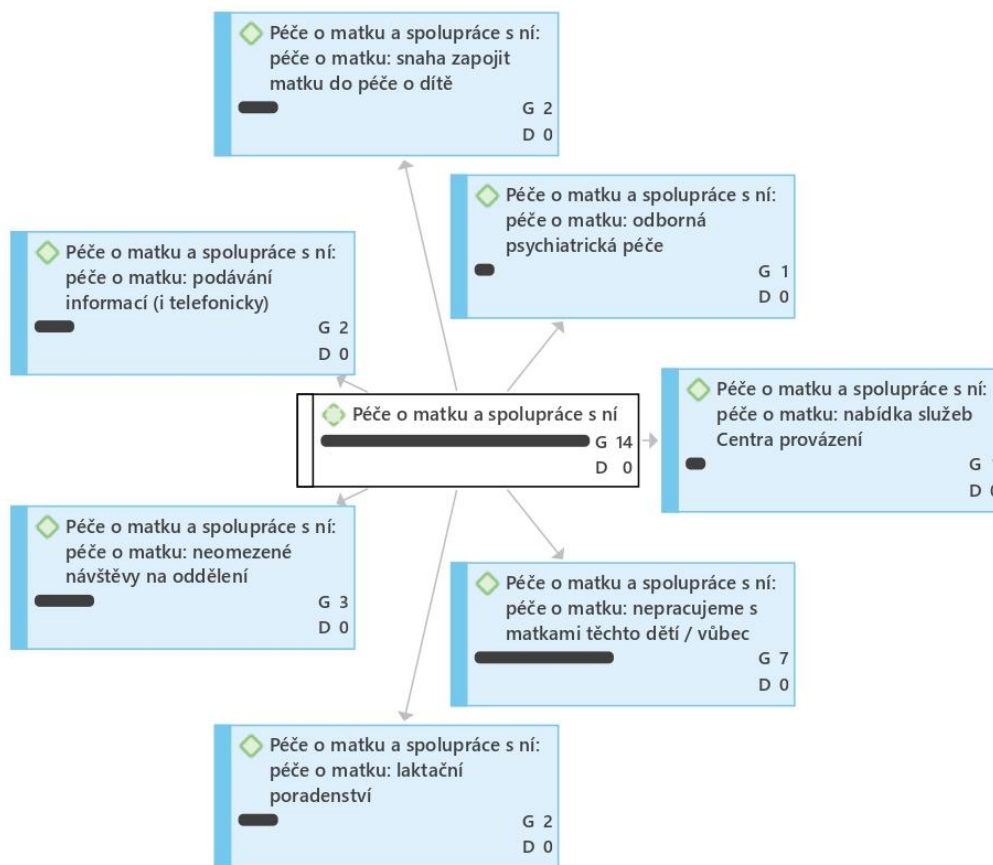 Péče o matku a spolupráce s ní:
péče o matku: snaha zapojit
matku do péče o dítě
G 2
D 0
Péče o matku a spolupráce s ní:
péče o matku: odborná
psychiatrická péče
G 1
D 0
Péče o matku a spolupráce s ní:
péče o matku: podávání
informací (i telefonicky)
G 2
D 0
Péče o matku a spolupráce s ní:
péče o matku: nabídka služeb
Centra provázení
G
D
Péče o matku a spolupráce s ní
G 14
D 0
Péče o matku a spolupráce s ní:
péče o matku: neomezené
návštěvy na oddělení
G 3
D 0
Péče o matku a spolupráce s ní:
péče o matku: nepracujeme s
matkami těchto dětí / vůbec
G 7
D 0
Péče o matku a spolupráce s ní:
péče o matku: laktační
poradenství
G 2
D 0